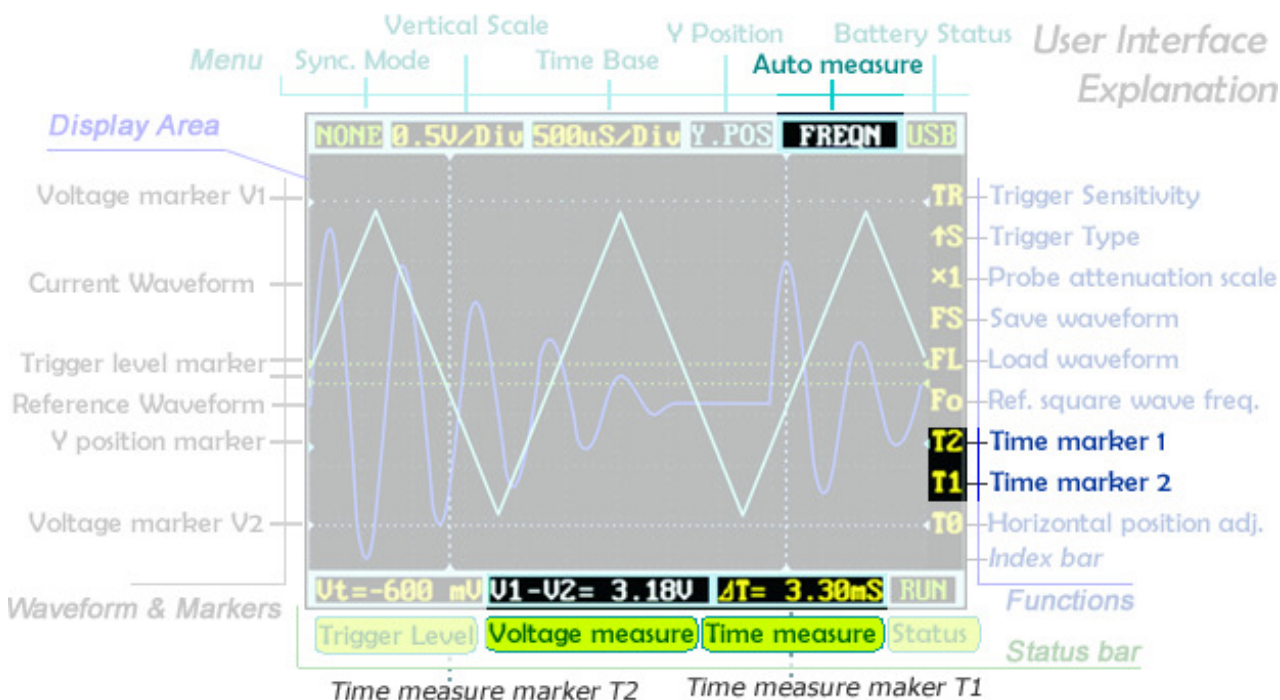 Vertical Scale
Y Position
Battery Status
User Interface
Explanation
Menu
Sync. Mode
Time Base
Auto measure
Display Area
NONE 0.5V/Div 500uS/Div Y.POS FREQN USB
Voltage marker V1
TR
Trigger Sensitivity
↑S
Trigger Type
Current Waveform
×1
Probe attenuation scale
FS
Save waveform
Trigger level marker
FL
Load waveform
Reference Waveform
Fo
Ref. square wave freq.
Y position marker
T2
Time marker 1
T1
Time marker 2
Voltage marker V2
T0
Horizontal position adj.
Index bar
Vt=-600 mV V1-V2= 3.18V ΔT= 3.30mS RUN
Waveform & Markers
Functions
Trigger Level
Voltage measure
Time measure
Status
Status bar
Time measure marker T2
Time measure maker T1